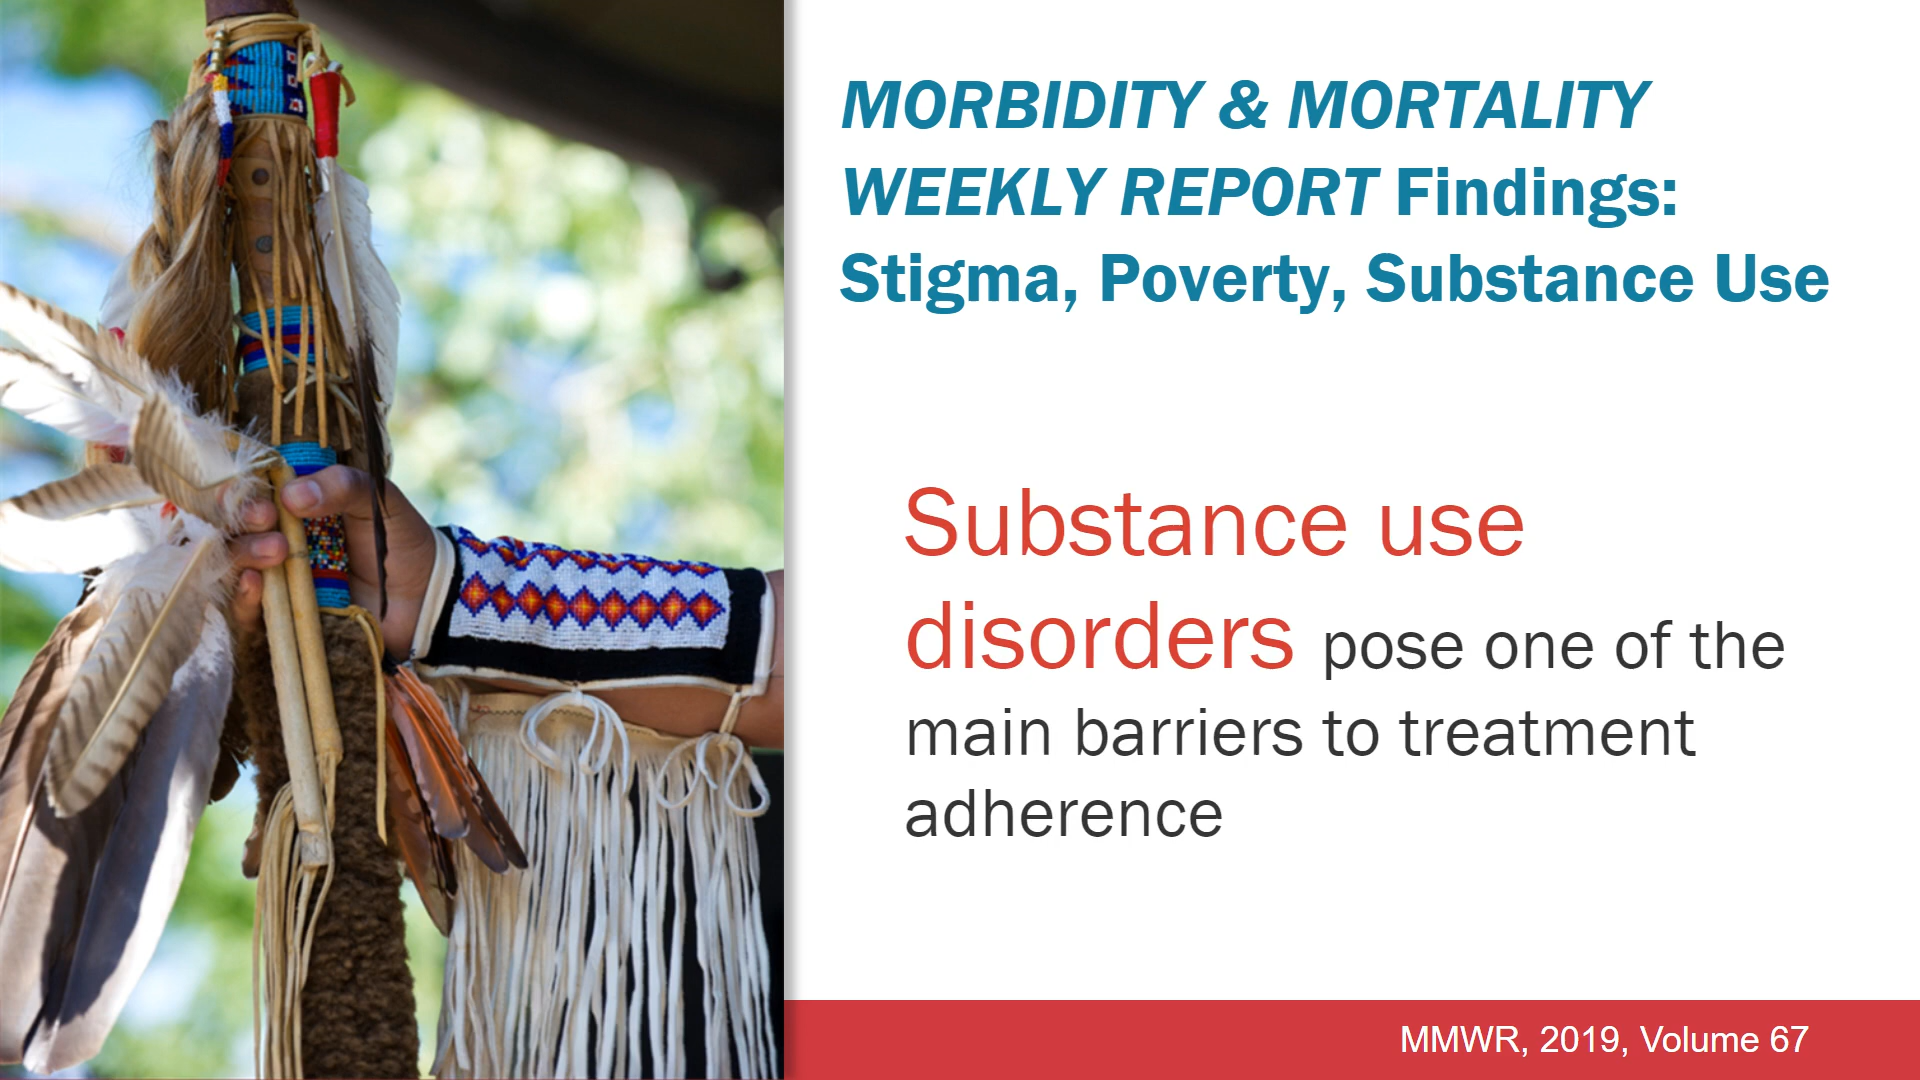 MORBIDITY & MORTALITY
WEEKLY REPORT Findings:
Stigma, Poverty, Substance Use
Substance use
disorders pose one of the
main barriers to treatment
adherence
MMWR, 2019, Volume 67